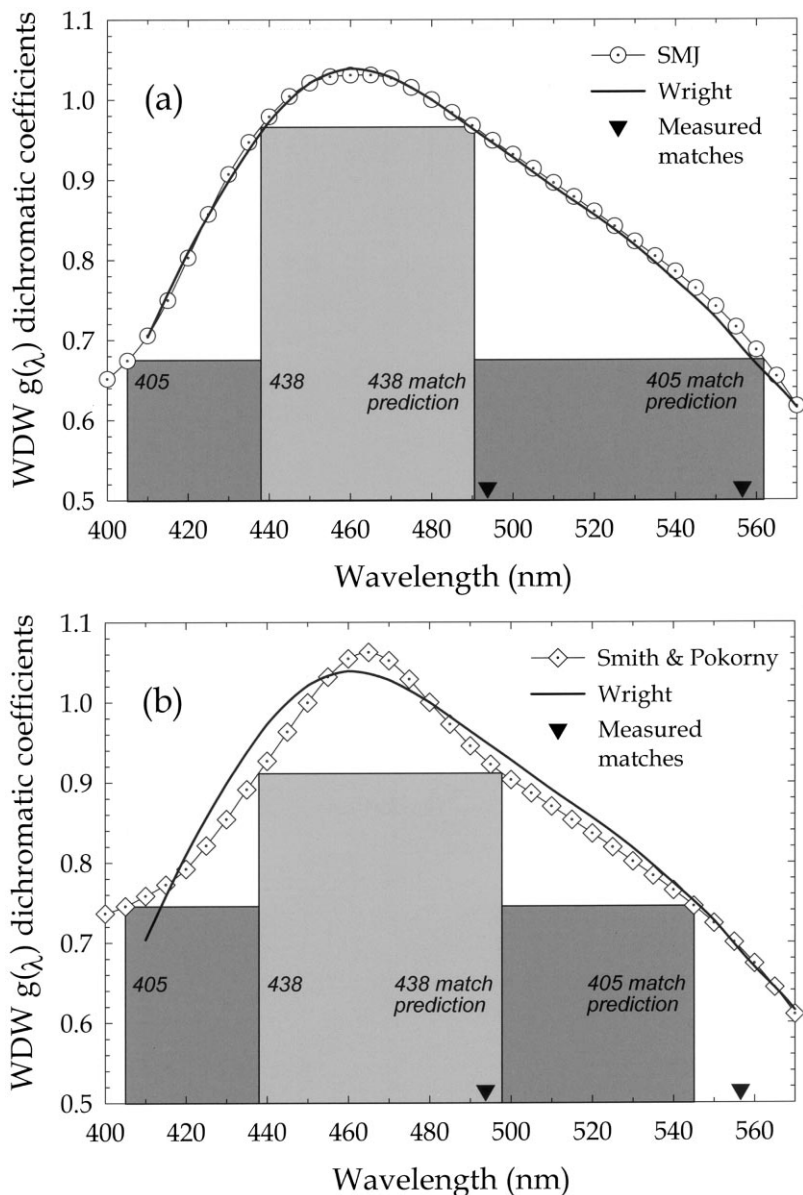 WDW g(λ) dichromatic coefficients
1.1
1.0
0.9
0.8
0.7
0.6
0.5
(a)
SMJ
Wright
Measured
matches
405
438
438 match
prediction
405 match
prediction
400 420 440 460 480 500 520 540 560
Wavelength (nm)
WDW g(λ) dichromatic coefficients
1.1
1.0
0.9
0.8
0.7
0.6
0.5
(b)
Smith & Pokorny
Wright
Measured
matches
405
438
438 match
prediction
405 match
prediction
400 420 440 460 480 500 520 540 560
Wavelength (nm)